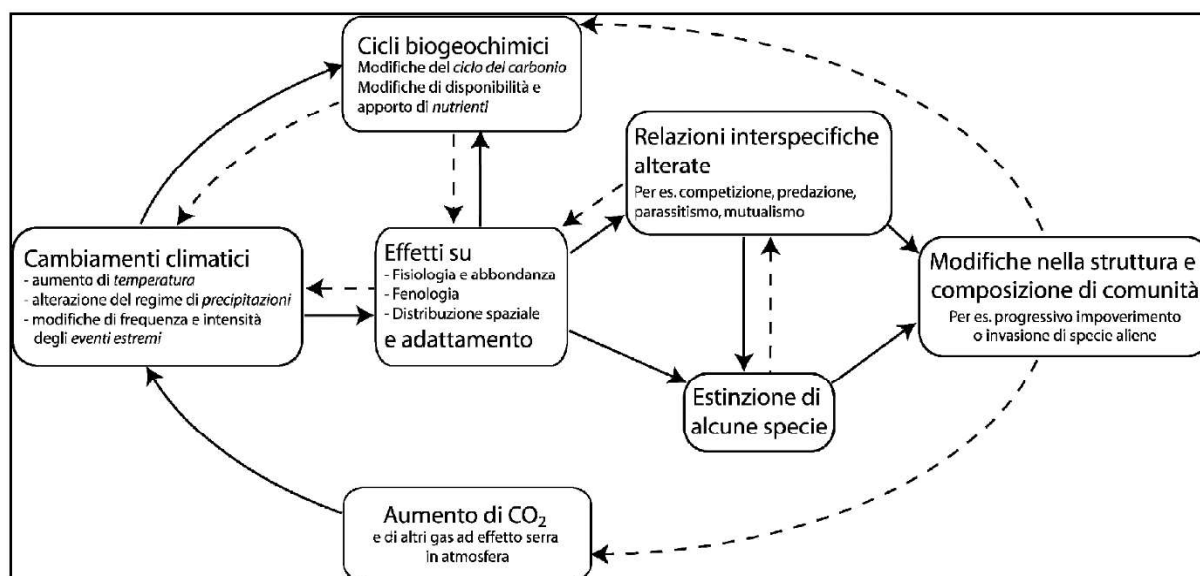 Cicli biogeochimici
Modifiche del ciclo del carbonio
Modifiche di disponibilità e
apporto di nutrienti
Relazioni interspecifiche
alterate
Per es. competizione, predazione,
parassitismo, mutualismo
Cambiamenti climatici
- aumento di temperatura
- alterazione del regime di precipitazioni
- modifiche di frequenza e intensità
degli eventi estremi
Effetti su
- Fisiologia e abbondanza
- Fenologia
- Distribuzione spaziale
e adattamento
Modifiche nella struttura e
composizione di comunità
Per es. progressivo impoverimento
o invasione di specie aliene
Estinzione di
alcune specie
Aumento di CO₂
e di altri gas ad effetto serra
in atmosfera